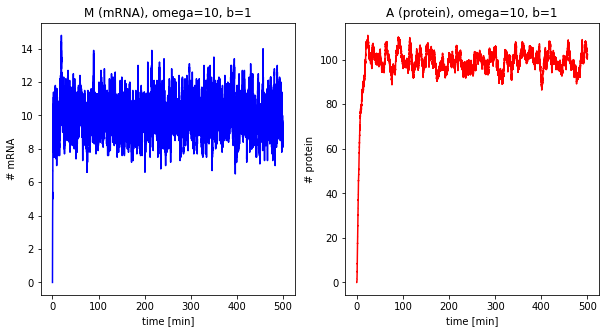 M (mRNA), omega=10, b=1
# mRNA
14
12
10
8
6
4
2
0
0 100 200 300 400 500
time [min]
A (protein), omega=10, b=1
# protein
100
80
60
40
20
0
0 100 200 300 400 500
time [min]